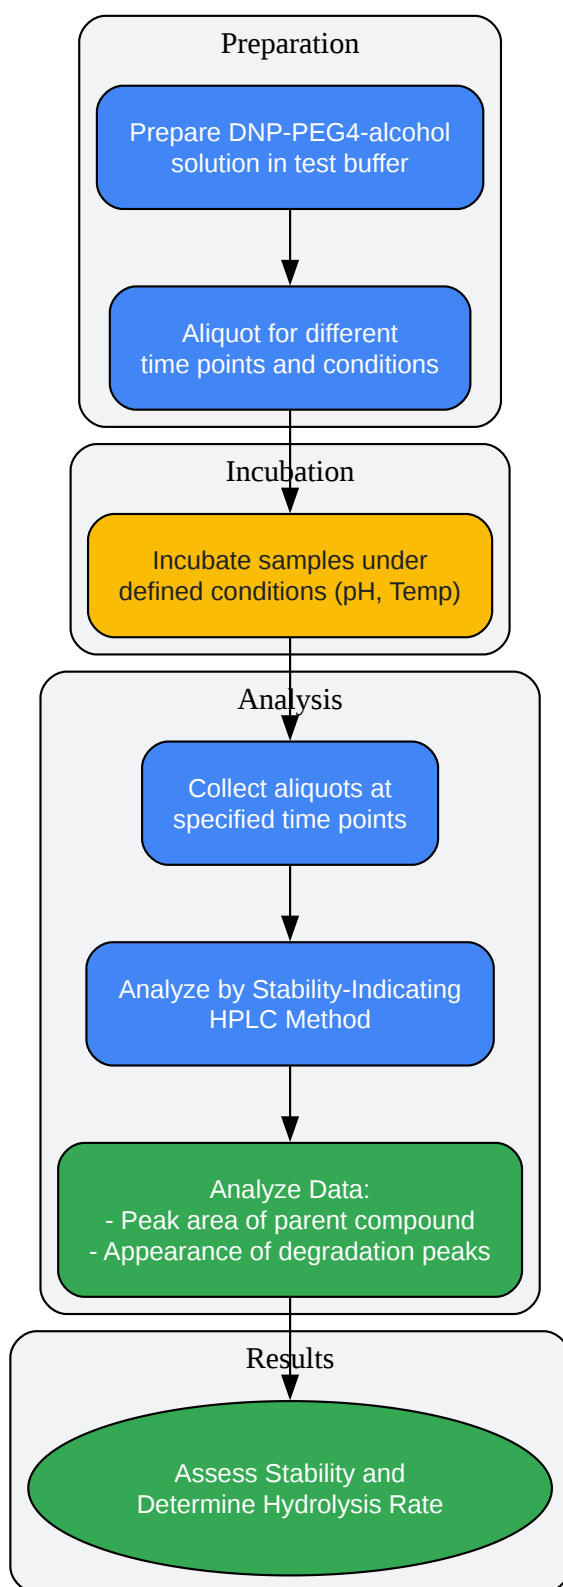 Preparation
Prepare DNP-PEG4-alcohol
solution in test buffer
Aliquot for different
time points and conditions
Incubation
Incubate samples under
defined conditions (pH, Temp)
Analysis
Collect aliquots at
specified time points
Analyze by Stability-Indicating
HPLC Method
Analyze Data:
- Peak area of parent compound
- Appearance of degradation peaks
Results
Assess Stability and
Determine Hydrolysis Rate